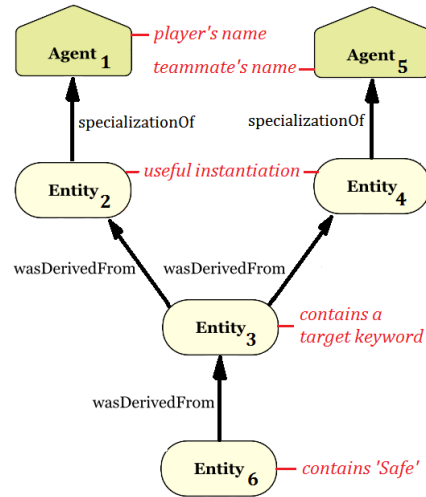 player's name
Agent 1
teammate's name
Agent 5
specializationOf
specializationOf
useful instantiation
Entity 2
Entity 4
wasDerivedFrom
wasDerivedFrom
Entity 3
contains a
target keyword
wasDerivedFrom
Entity 6
contains 'Safe'